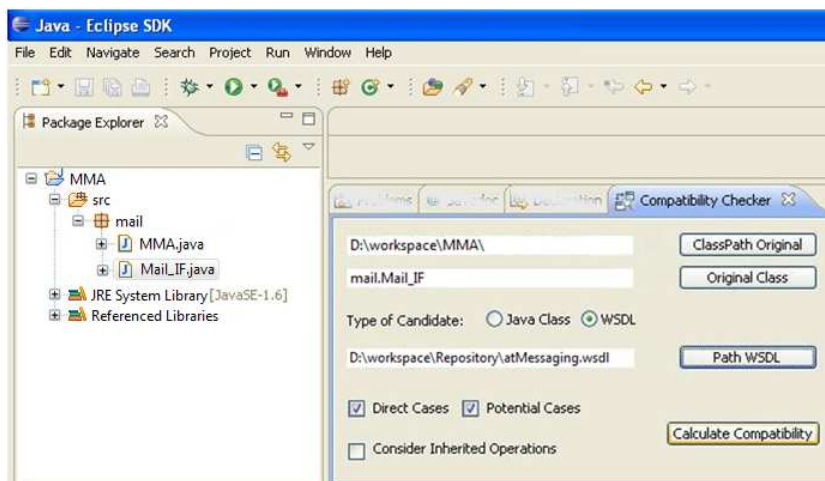 Java - Eclipse SDK
File Edit Navigate Search Project Run Window Help
Package Explorer
MMA
src
mail
MMA.java
Mail_IF.java
JRE System Library [JavaSE-1.6]
Referenced Libraries
Compatibility Checker
D:\workspace\MMA\ ClassPath Original
mail.Mail_IF Original Class
Type of Candidate: Java Class WSDL
D:\workspace\Repository\atMessaging.wsdl Path WSDL
Direct Cases Potential Cases
Calculate Compatibility
Consider Inherited Operations